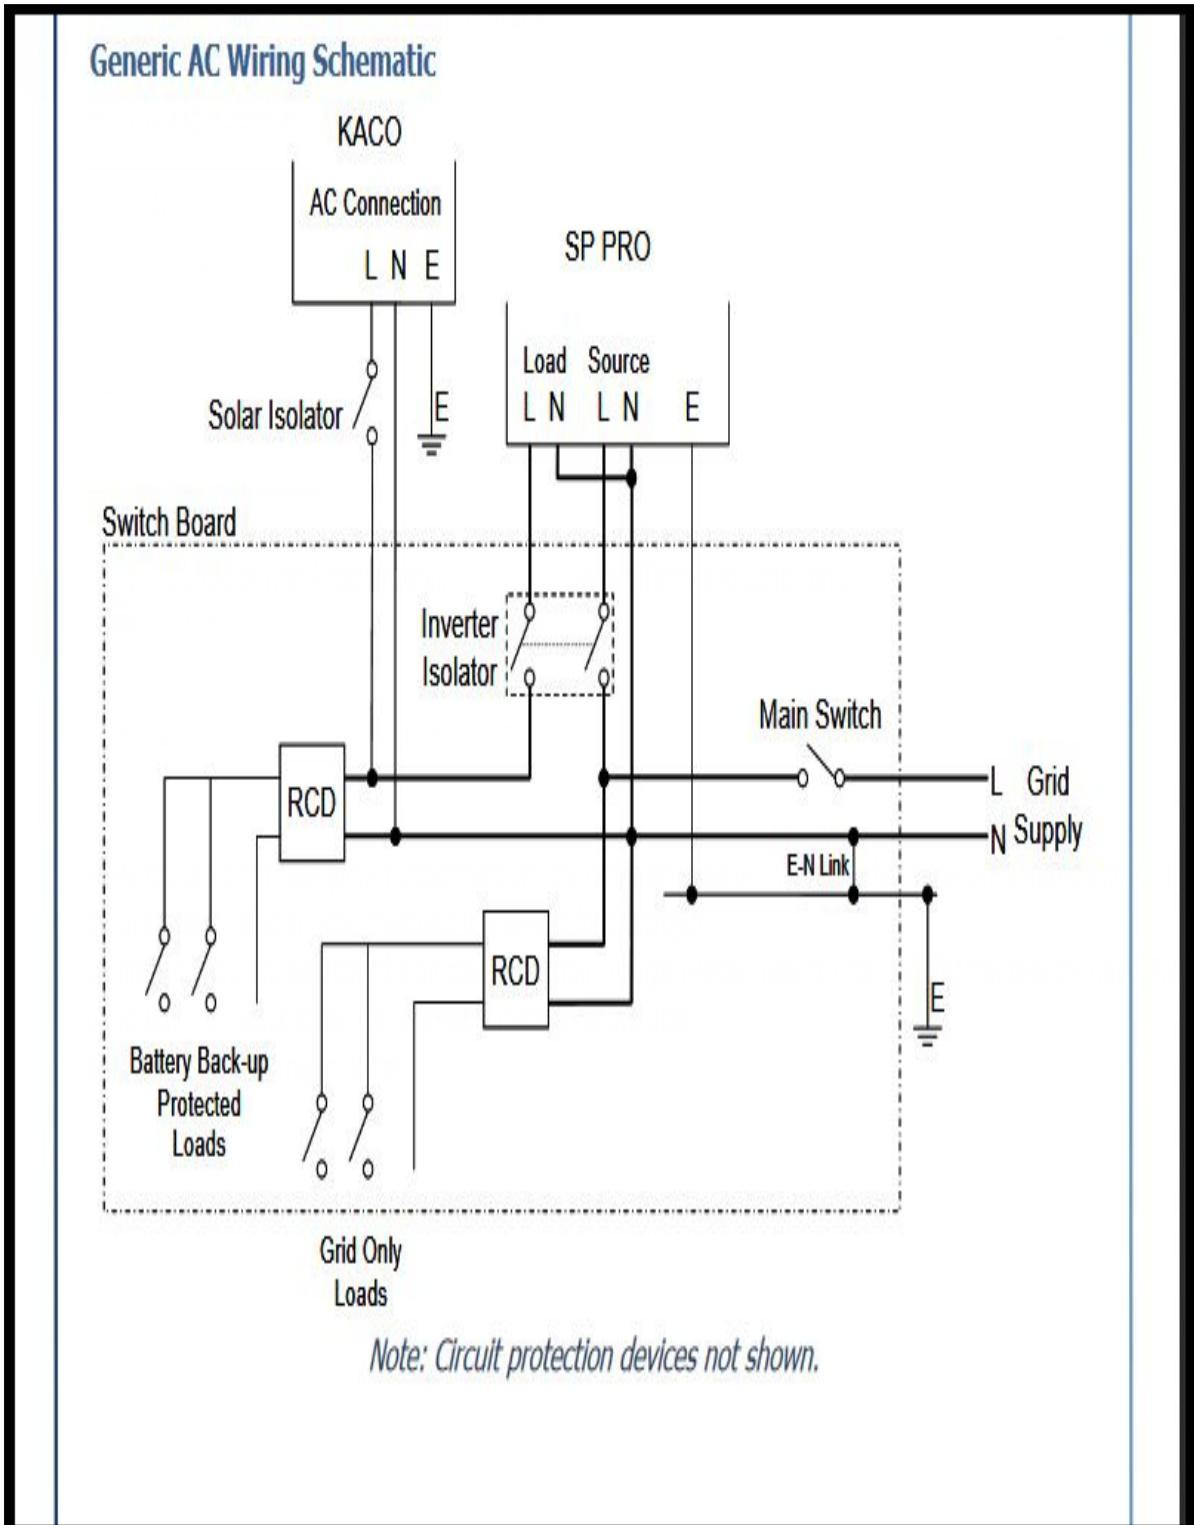 Generic AC Wiring Schematic
KACO
AC Connection
L N E
SP PRO
Load Source
L N L N E
Solar Isolator
E
Switch Board
Inverter
Isolator
Main Switch
RCD
L Grid
N Supply
E-N Link
RCD
E
Battery Back-up
Protected
Loads
Grid Only
Loads
Note: Circuit protection devices not shown.